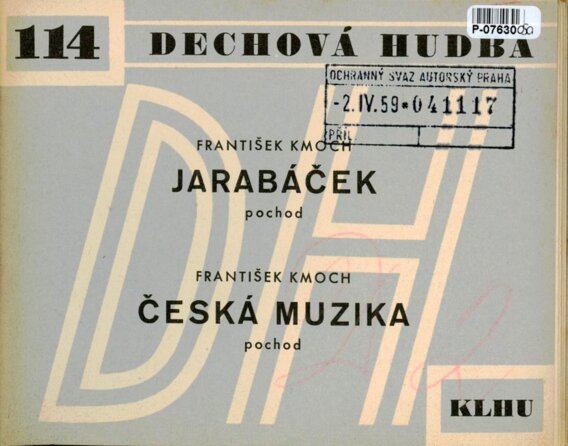 114 DECHOVÁ HUDBA
P-07630
OCHRANNÝ SVAZ AUTORSKÝ PRAHA
-2.IV.59*041117
PŘÍL.
FRANTIŠEK KMOCH
JARABÁČEK
pochod
FRANTIŠEK KMOCH
ČESKÁ MUZIKA
pochod
DH
KLHU